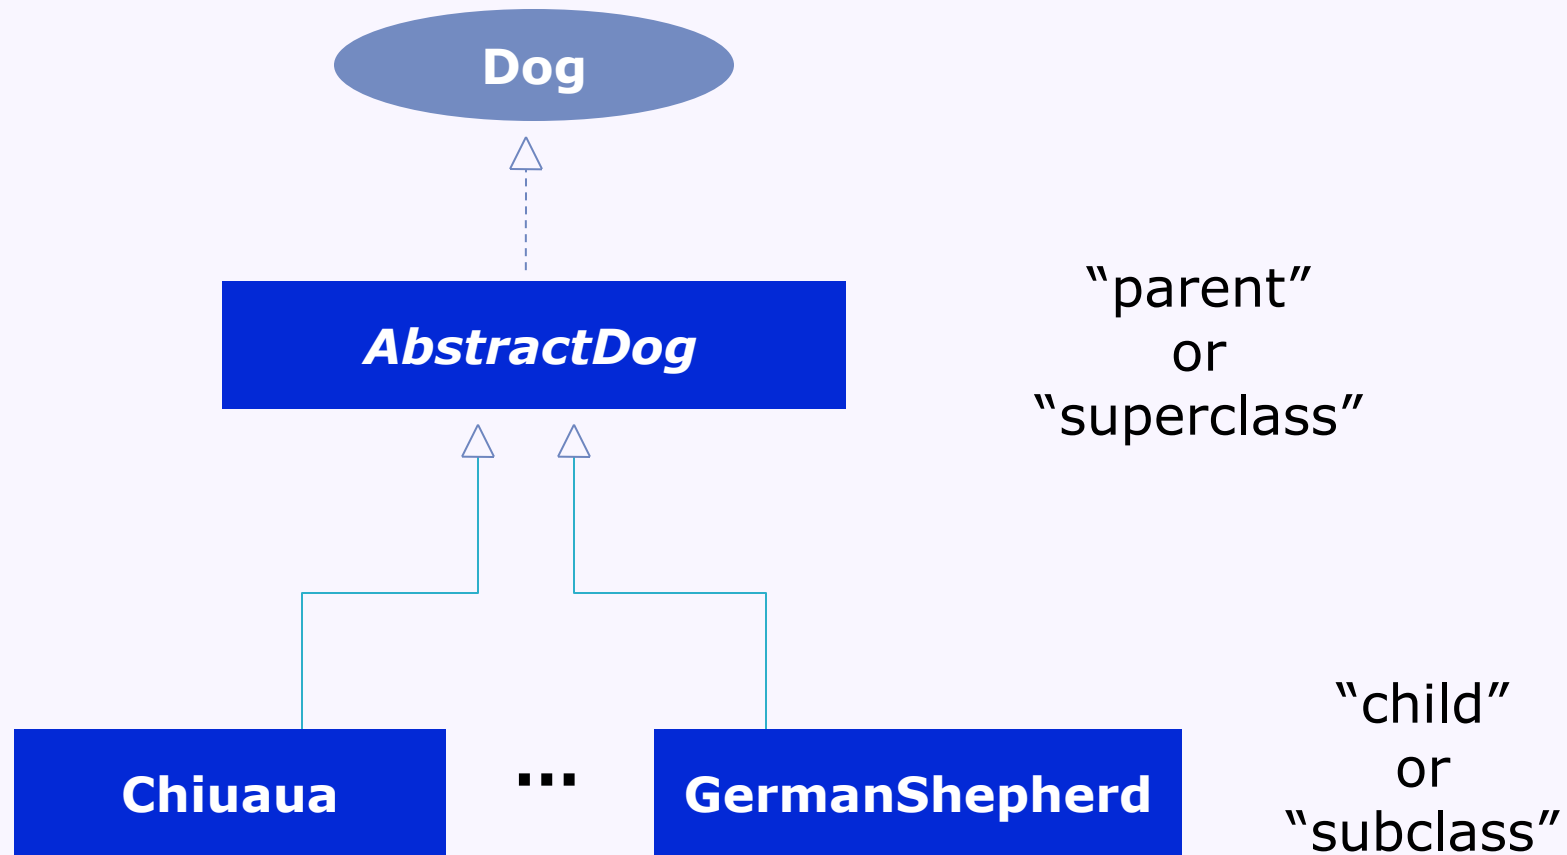 Dog
AbstractDog
“parent”
or
“superclass”
Chiuaua
...
GermanShepherd
“child”
or
“subclass”